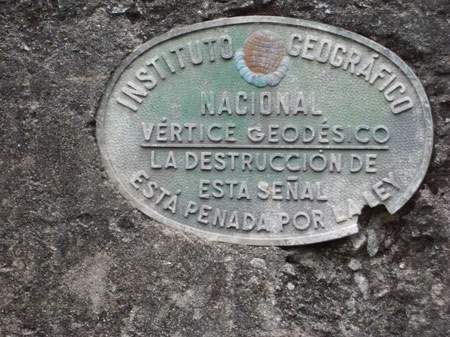 INSTITUTO GEOGRÁFICO
NACIONAL
VÉRTICE GEODÉSICO
LA DESTRUCCIÓN DE
ESTA SEÑAL
ESTÁ PENADA POR LA LEY